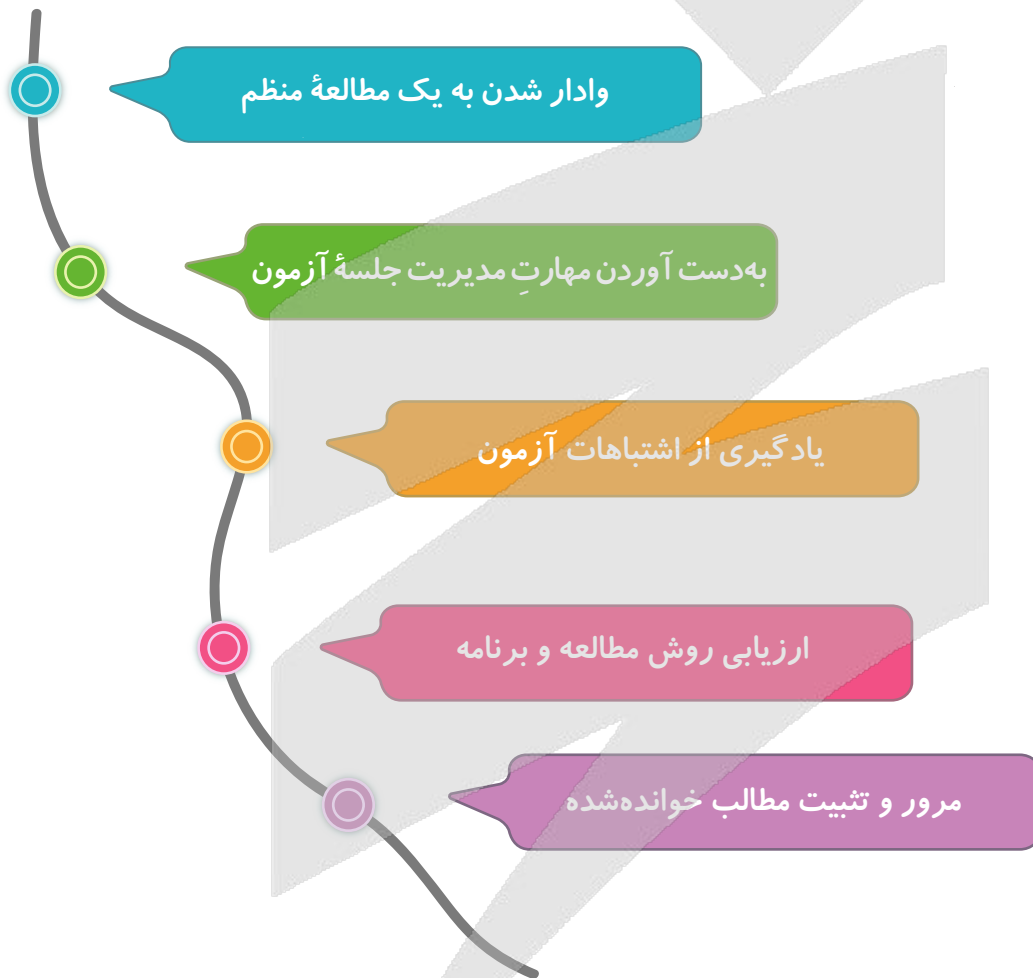 وادار شدن به یک مطالعهٔ منظم
به‌دست آوردن مهارتِ مدیریت جلسهٔ آزمون
یادگیری از اشتباهات آزمون
ارزیابی روش مطالعه و برنامه
مرور و تثبیت مطالب خوانده‌شده